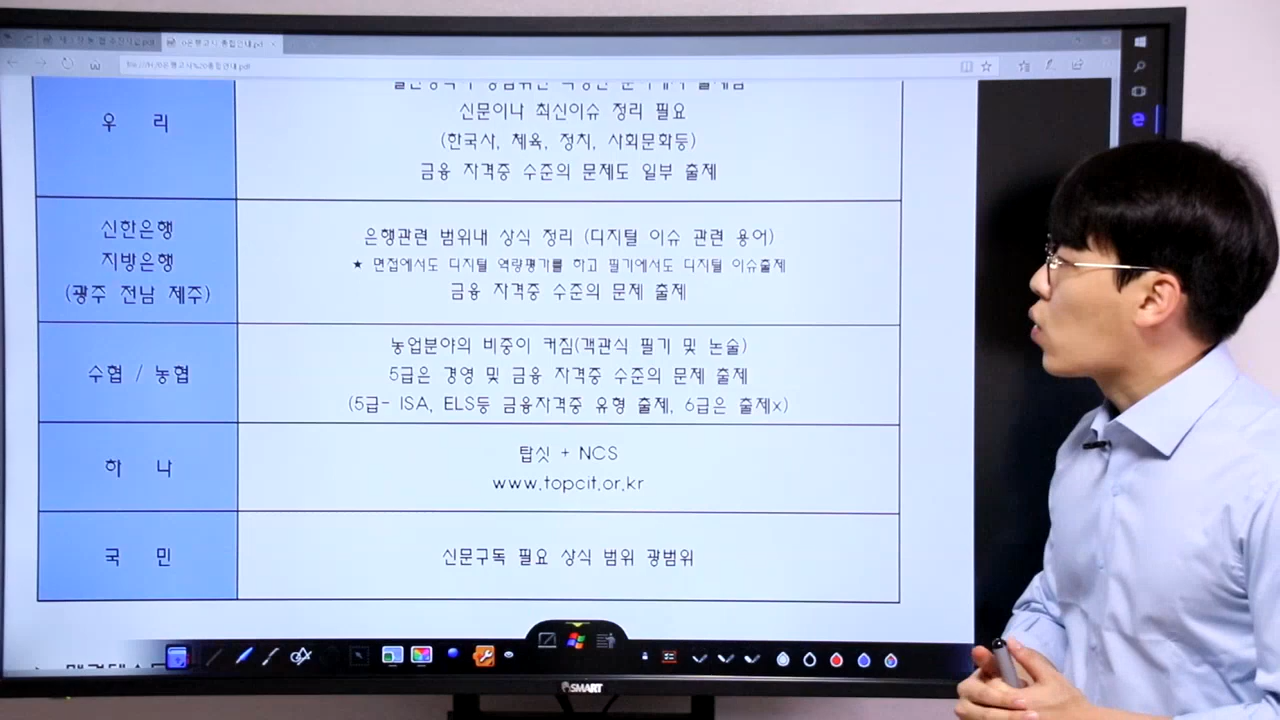 우 리
신문이나 최신이슈 정리 필요
(한국사, 체육, 정치, 사회문화등)
금융 자격증 수준의 문제도 일부 출제
신한은행
지방은행
(광주 전남 제주)
은행관련 범위내 상식 정리 (디지털 이슈 관련 용어)
★ 면접에서도 디지털 역량평가를 하고 필기에서도 디지털 이슈출제
금융 자격증 수준의 문제 출제
수협 / 농협
농업분야의 비중이 커짐(객관식 필기 및 논술)
5급은 경영 및 금융 자격증 수준의 문제 출제
(5급- ISA, ELS등 금융자격증 유형 출제, 6급은 출제x)
하 나
탑싯 + NCS
www.topcit.or.kr
국 민
신문구독 필요 상식 범위 광범위
SMART